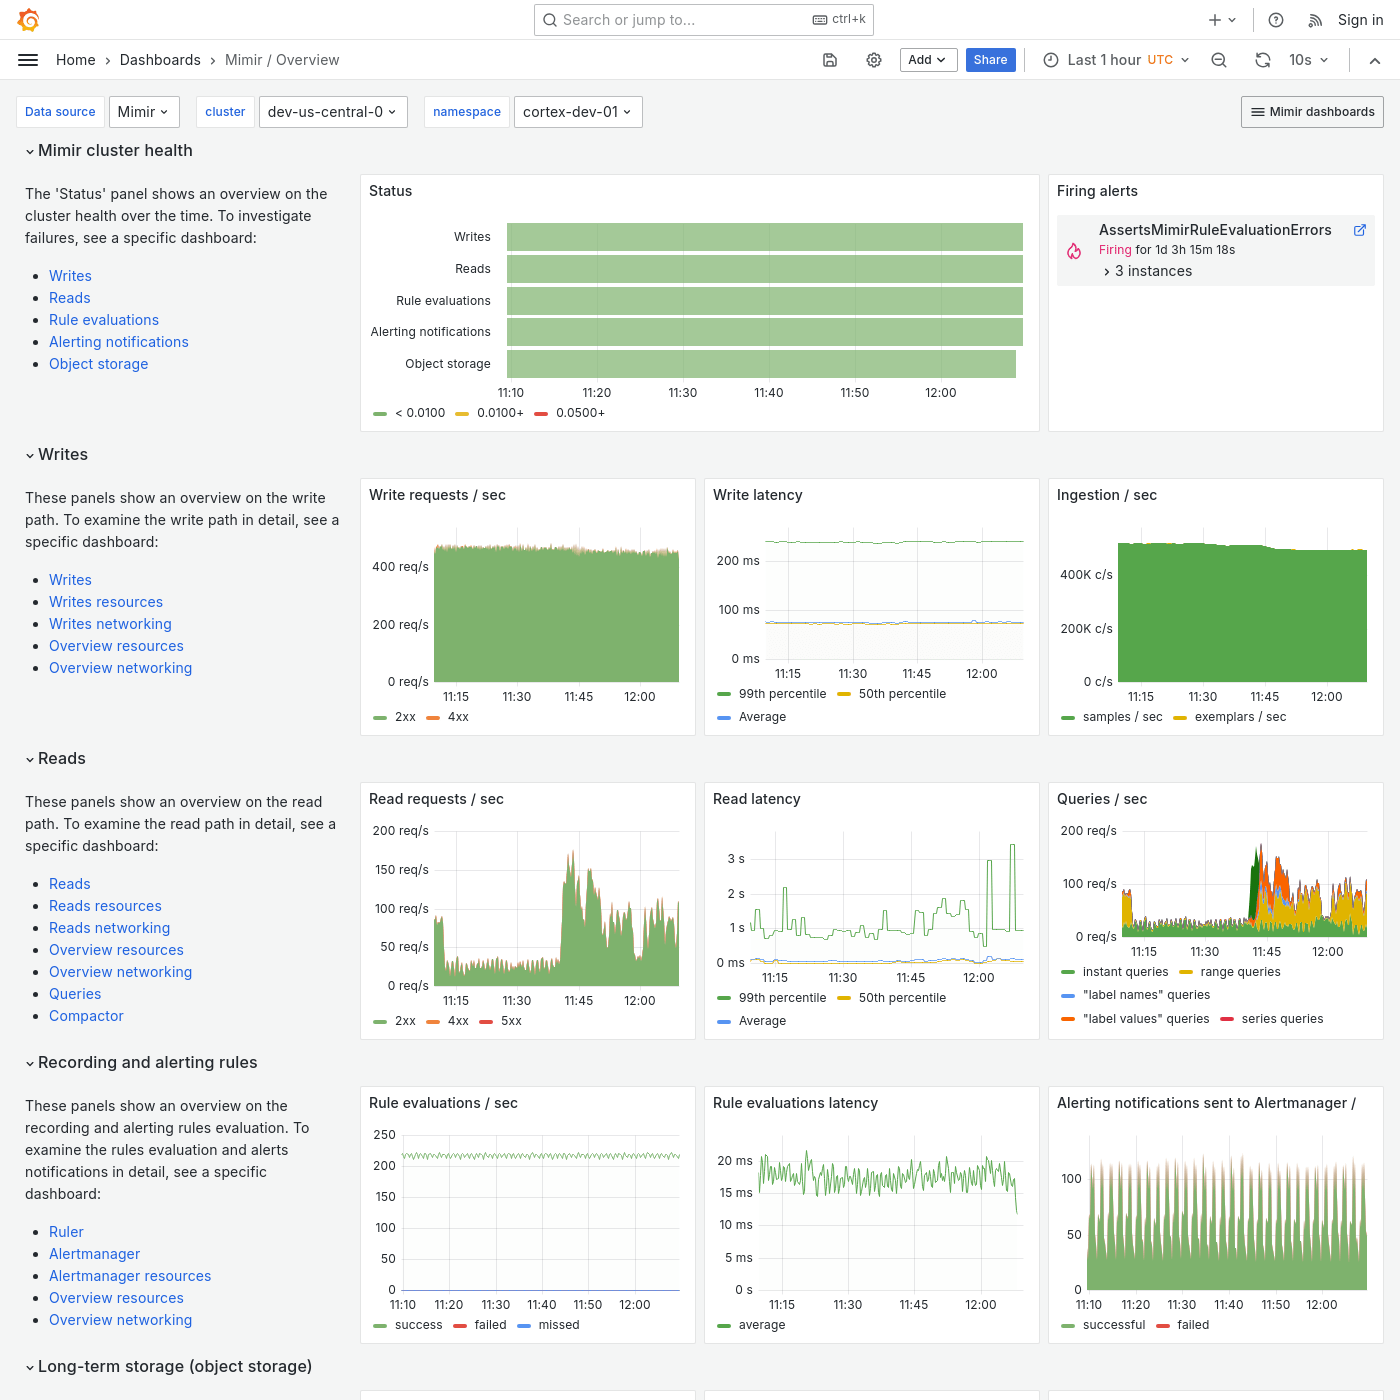 Search or jump to...
ctrl+k
Sign in
Home > Dashboards > Mimir / Overview
Add
Share
Last 1 hour UTC
10s
Data source
Mimir
cluster
dev-us-central-0
namespace
cortex-dev-01
Mimir dashboards
Mimir cluster health
The 'Status' panel shows an overview on the
cluster health over the time. To investigate
failures, see a specific dashboard:
Writes
Reads
Rule evaluations
Alerting notifications
Object storage
Status
Writes
Reads
Rule evaluations
Alerting notifications
Object storage
11:10 11:20 11:30 11:40 11:50 12:00
< 0.0100 0.0100+ 0.0500+
Firing alerts
AssertsMimirRuleEvaluationErrors
Firing for 1d 3h 15m 18s
3 instances
Writes
These panels show an overview on the write
path. To examine the write path in detail, see a
specific dashboard:
Writes
Writes resources
Writes networking
Overview resources
Overview networking
Write requests / sec
400 req/s
200 req/s
0 req/s
11:15 11:30 11:45 12:00
2xx 4xx
Write latency
200 ms
100 ms
0 ms
11:15 11:30 11:45 12:00
99th percentile 50th percentile
Average
Ingestion / sec
400K c/s
200K c/s
0 c/s
11:15 11:30 11:45 12:00
samples / sec exemplars / sec
Reads
These panels show an overview on the read
path. To examine the read path in detail, see a
specific dashboard:
Reads
Reads resources
Reads networking
Overview resources
Overview networking
Queries
Compactor
Read requests / sec
200 req/s
150 req/s
100 req/s
50 req/s
0 req/s
11:15 11:30 11:45 12:00
2xx 4xx 5xx
Read latency
3 s
2 s
1 s
0 ms
11:15 11:30 11:45 12:00
99th percentile 50th percentile
Average
Queries / sec
200 req/s
100 req/s
0 req/s
11:15 11:30 11:45 12:00
instant queries range queries
"label names" queries
"label values" queries series queries
Recording and alerting rules
These panels show an overview on the
recording and alerting rules evaluation. To
examine the rules evaluation and alerts
notifications in detail, see a specific
dashboard:
Ruler
Alertmanager
Alertmanager resources
Overview resources
Overview networking
Rule evaluations / sec
250
200
150
100
50
0
11:10 11:20 11:30 11:40 11:50 12:00
success failed missed
Rule evaluations latency
20 ms
15 ms
10 ms
5 ms
0 s
11:15 11:30 11:45 12:00
average
Alerting notifications sent to Alertmanager /
100
50
0
11:10 11:20 11:30 11:40 11:50 12:00
successful failed
Long-term storage (object storage)